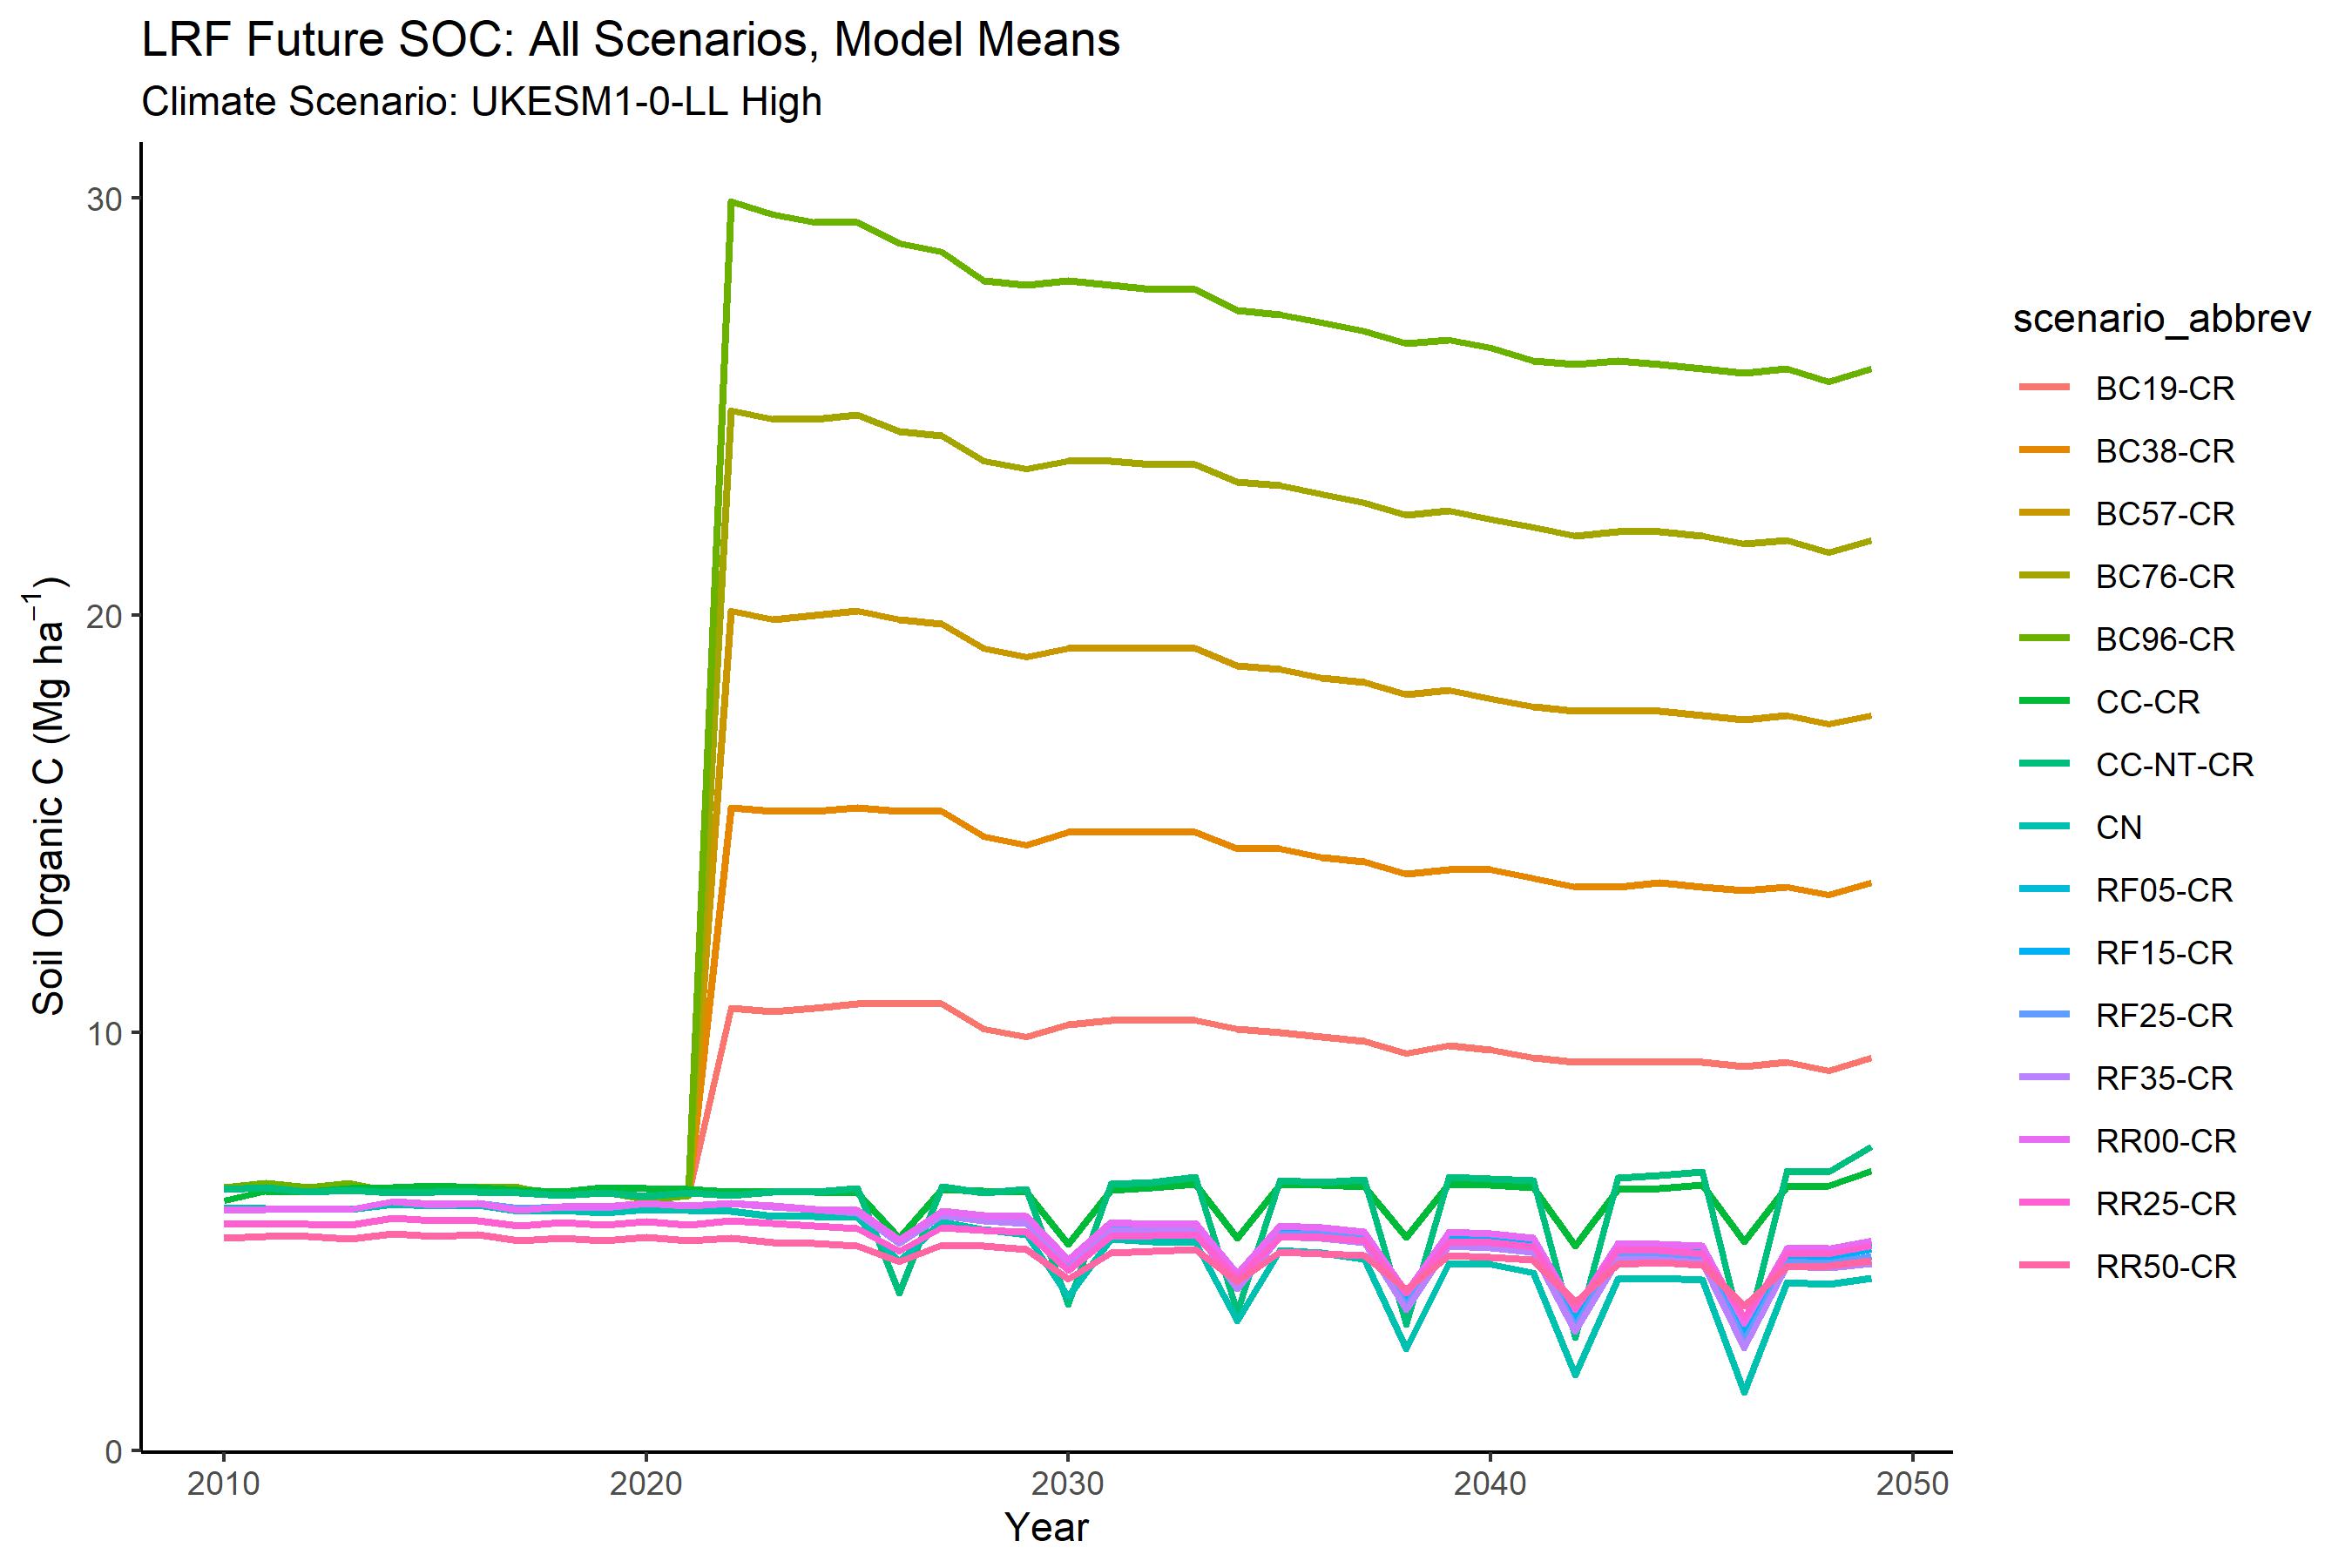 LRF Future SOC: All Scenarios, Model Means
Climate Scenario: UKESM1-0-LL High
30
20
10
0
Soil Organic C (Mg ha⁻¹)
2010 2020 2030 2040 2050
Year
scenario_abbrev
BC19-CR
BC38-CR
BC57-CR
BC76-CR
BC96-CR
CC-CR
CC-NT-CR
CN
RF05-CR
RF15-CR
RF25-CR
RF35-CR
RR00-CR
RR25-CR
RR50-CR